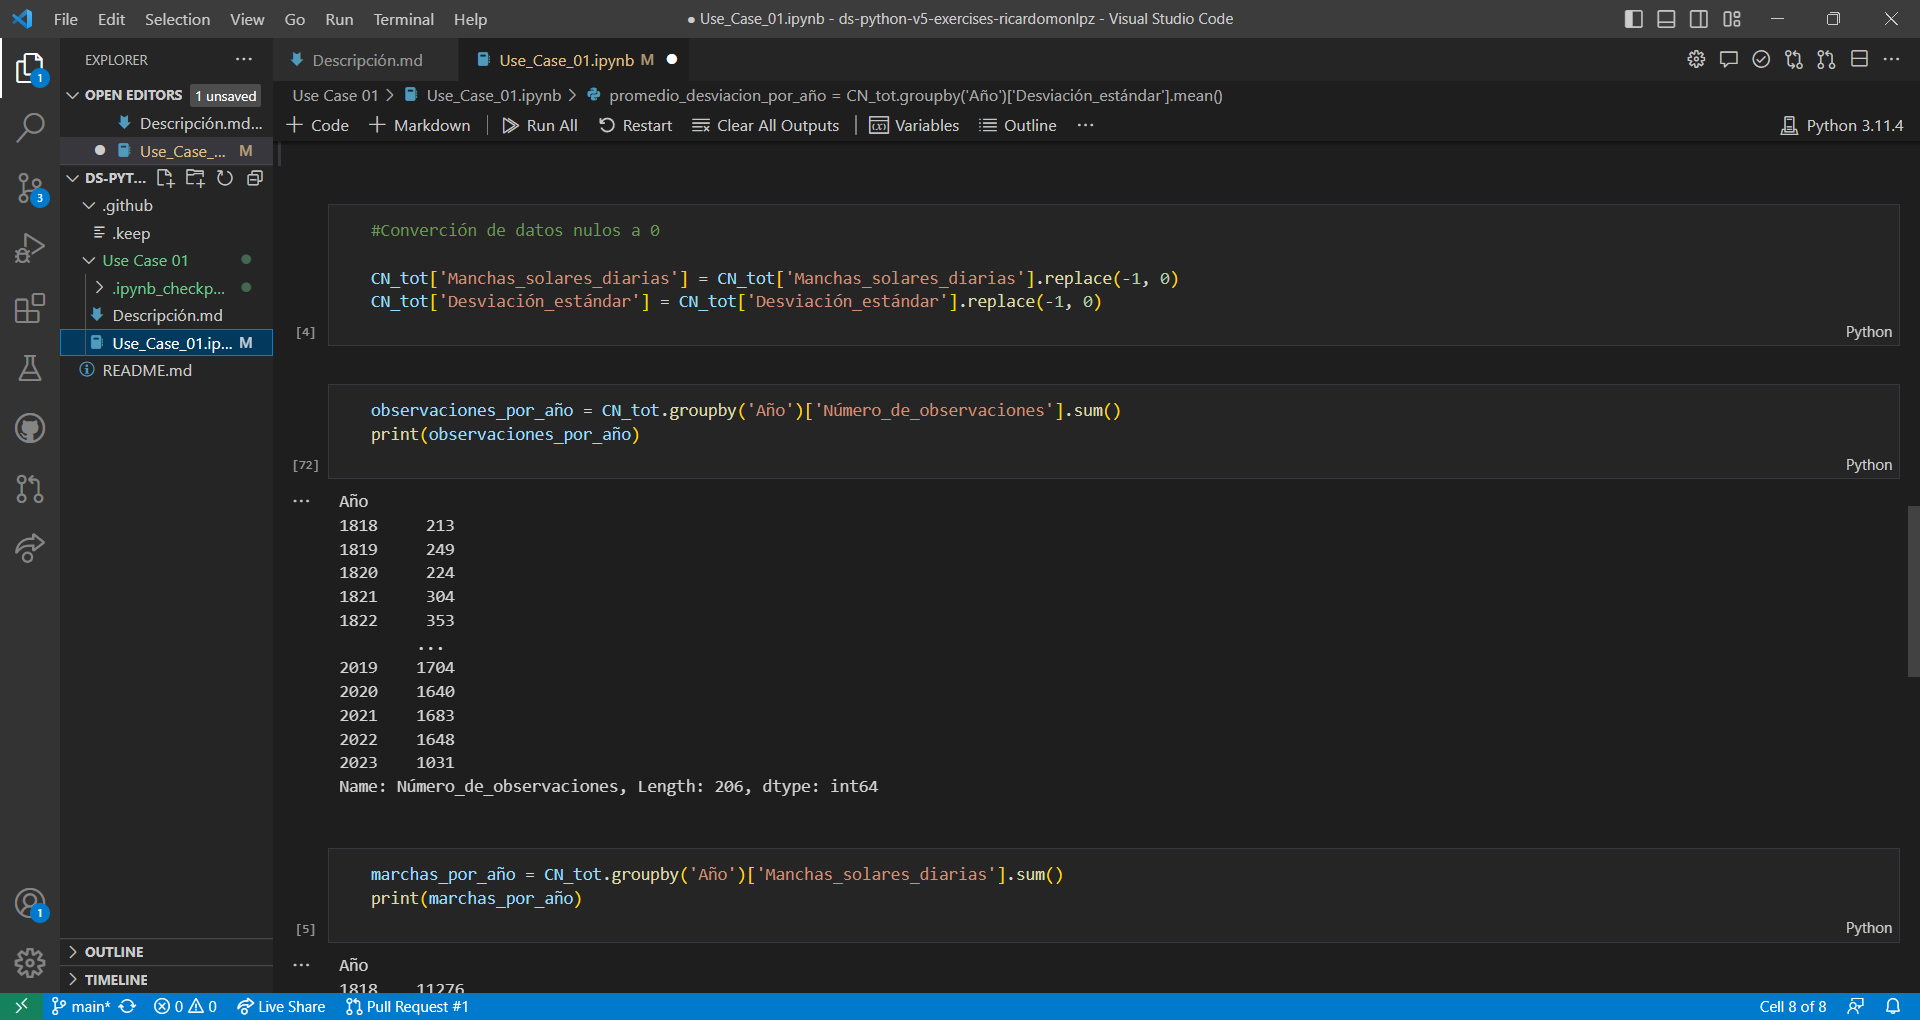 File Edit Selection View Go Run Terminal Help
● Use_Case_01.ipynb - ds-python-v5-exercises-ricardomonlpz - Visual Studio Code
EXPLORER
OPEN EDITORS 1 unsaved
Descripción.md...
Use_Case_... M
DS-PYT...
.github
.keep
Use Case 01
.ipynb_checkp...
Descripción.md
Use_Case_01.ip... M
README.md
OUTLINE
TIMELINE
1
3
1
Descripción.md
Use_Case_01.ipynb M
Use Case 01 > Use_Case_01.ipynb > promedio_desviacion_por_año = CN_tot.groupby('Año')['Desviación_estándar'].mean()
+ Code + Markdown Run All Restart Clear All Outputs Variables Outline ...
Python 3.11.4
#Converción de datos nulos a 0
CN_tot['Manchas_solares_diarias'] = CN_tot['Manchas_solares_diarias'].replace(-1, 0)
CN_tot['Desviación_estándar'] = CN_tot['Desviación_estándar'].replace(-1, 0)
[4]
Python
observaciones_por_año = CN_tot.groupby('Año')['Número_de_observaciones'].sum()
print(observaciones_por_año)
[72]
Python
... Año
1818 213
1819 249
1820 224
1821 304
1822 353
...
2019 1704
2020 1640
2021 1683
2022 1648
2023 1031
Name: Número_de_observaciones, Length: 206, dtype: int64
marchas_por_año = CN_tot.groupby('Año')['Manchas_solares_diarias'].sum()
print(marchas_por_año)
[5]
Python
... Año
1818 11276
main* 0 0 Live Share Pull Request #1
Cell 8 of 8